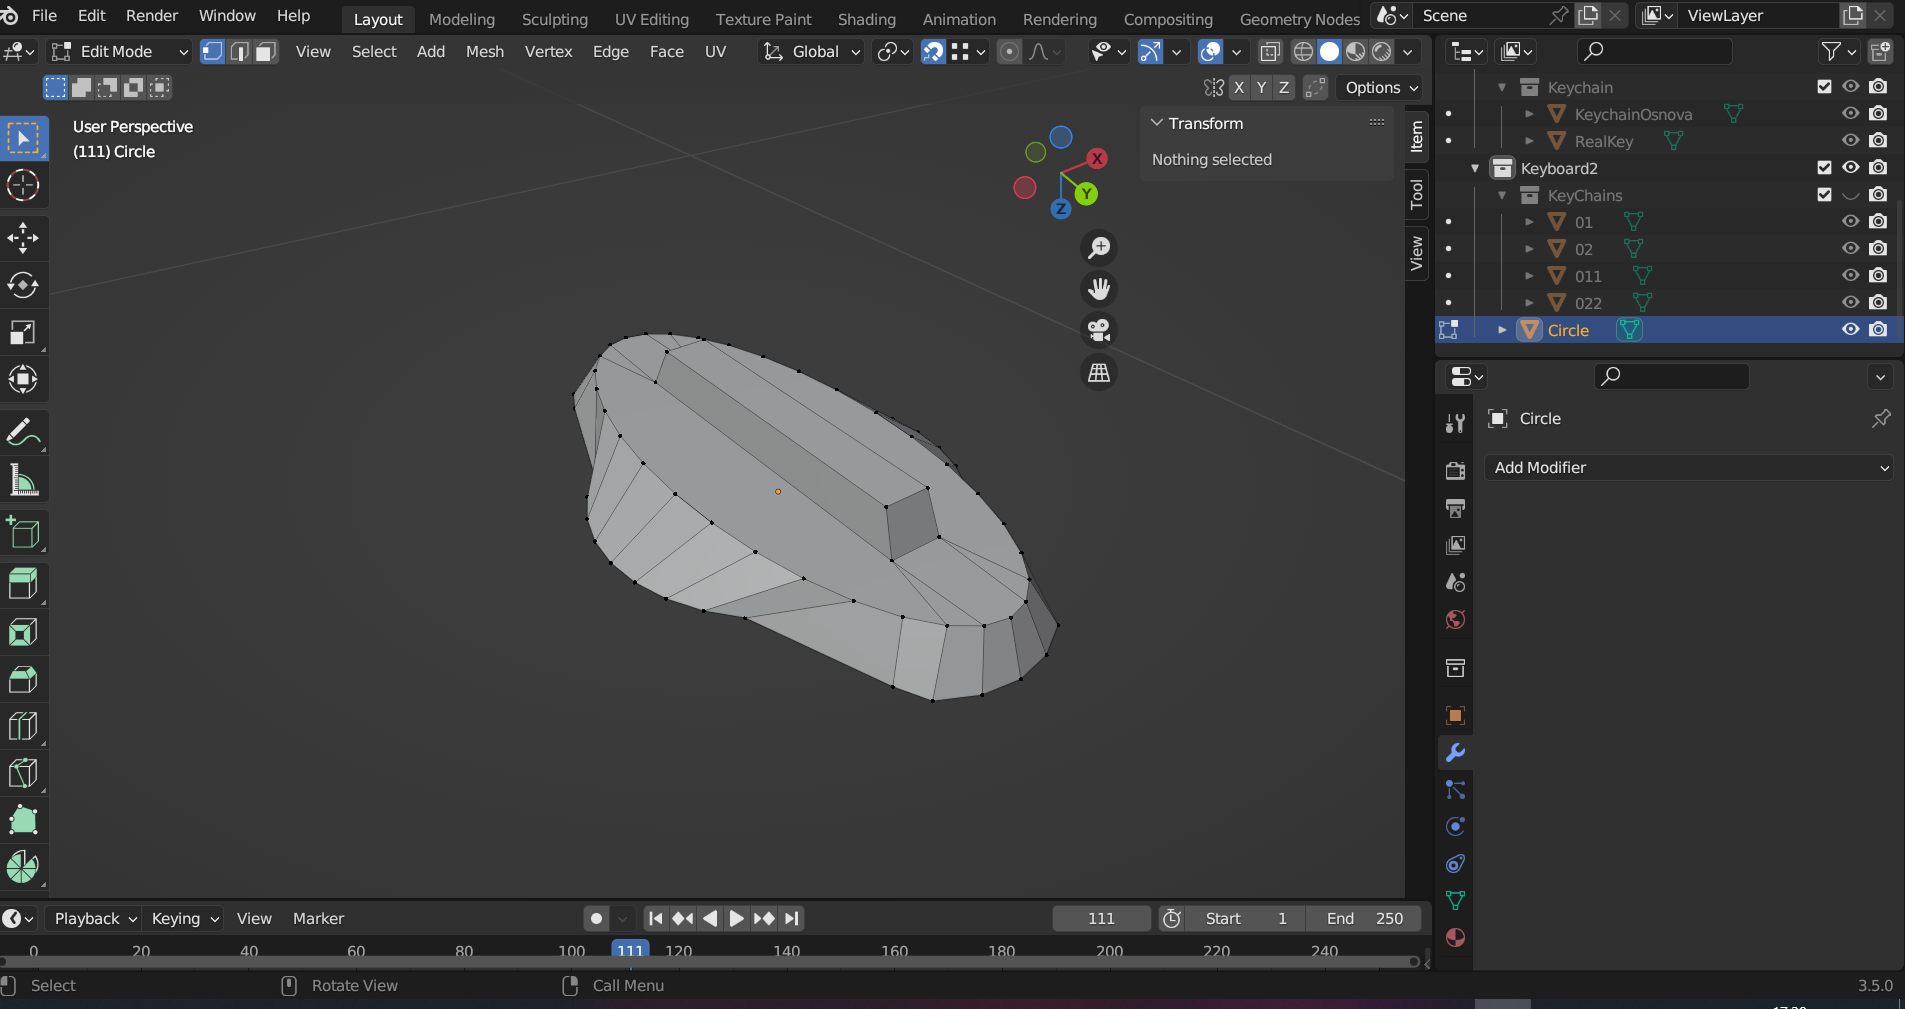 File Edit Render Window Help Layout Modeling Sculpting UV Editing Texture Paint Shading Animation Rendering Compositing Geometry Nodes Scene ViewLayer
Edit Mode View Select Add Mesh Vertex Edge Face UV Global
X Y Z Options
User Perspective
(111) Circle
Transform
Nothing selected
Item
Tool
View
X
Y
Z
Keychain
KeychainOsnova
RealKey
Keyboard2
KeyChains
01
02
011
022
Circle
Circle
Add Modifier
Playback Keying View Marker 111 Start 1 End 250
0 20 40 60 80 100 111 120 140 160 180 200 220 240
Select Rotate View Call Menu 3.5.0